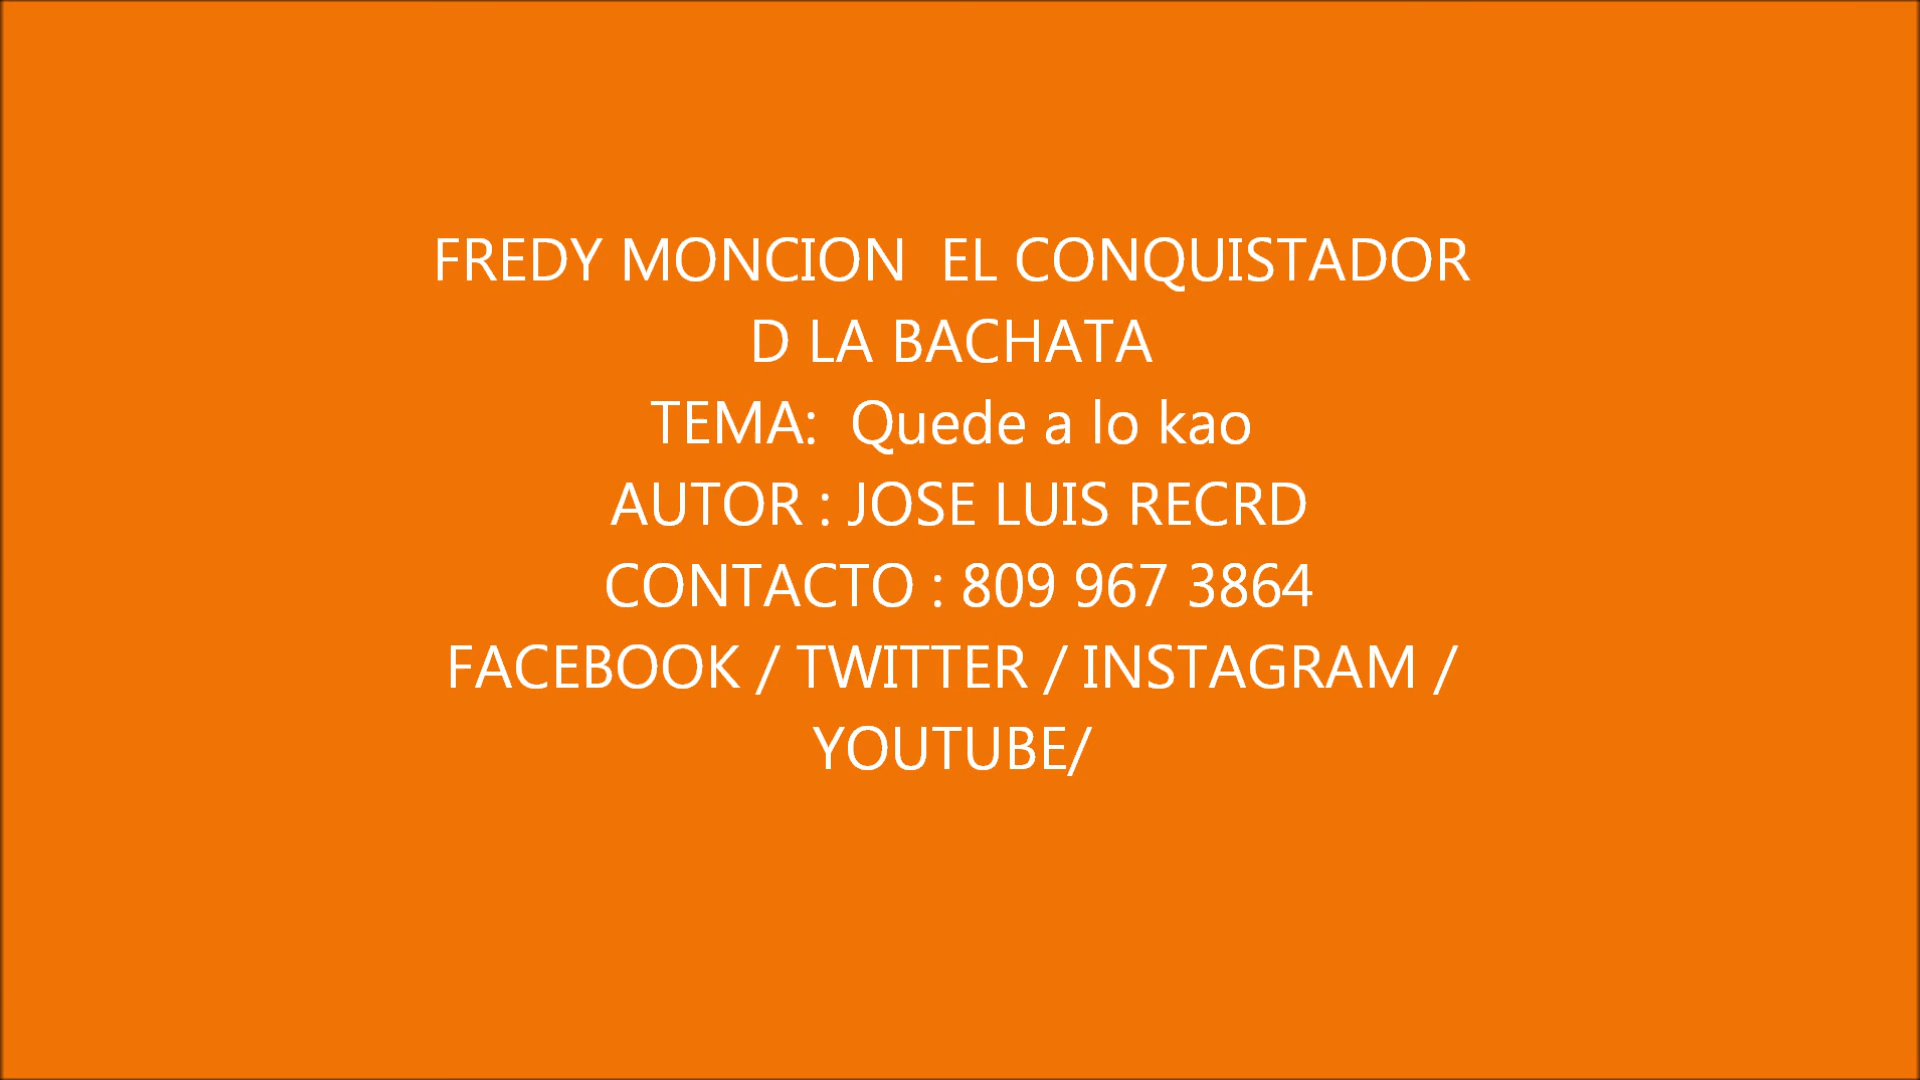 FREDY MONCION  EL CONQUISTADOR
D LA BACHATA
TEMA:  Quede a lo kao
AUTOR : JOSE LUIS RECRD
CONTACTO : 809 967 3864
FACEBOOK / TWITTER / INSTAGRAM /
YOUTUBE/